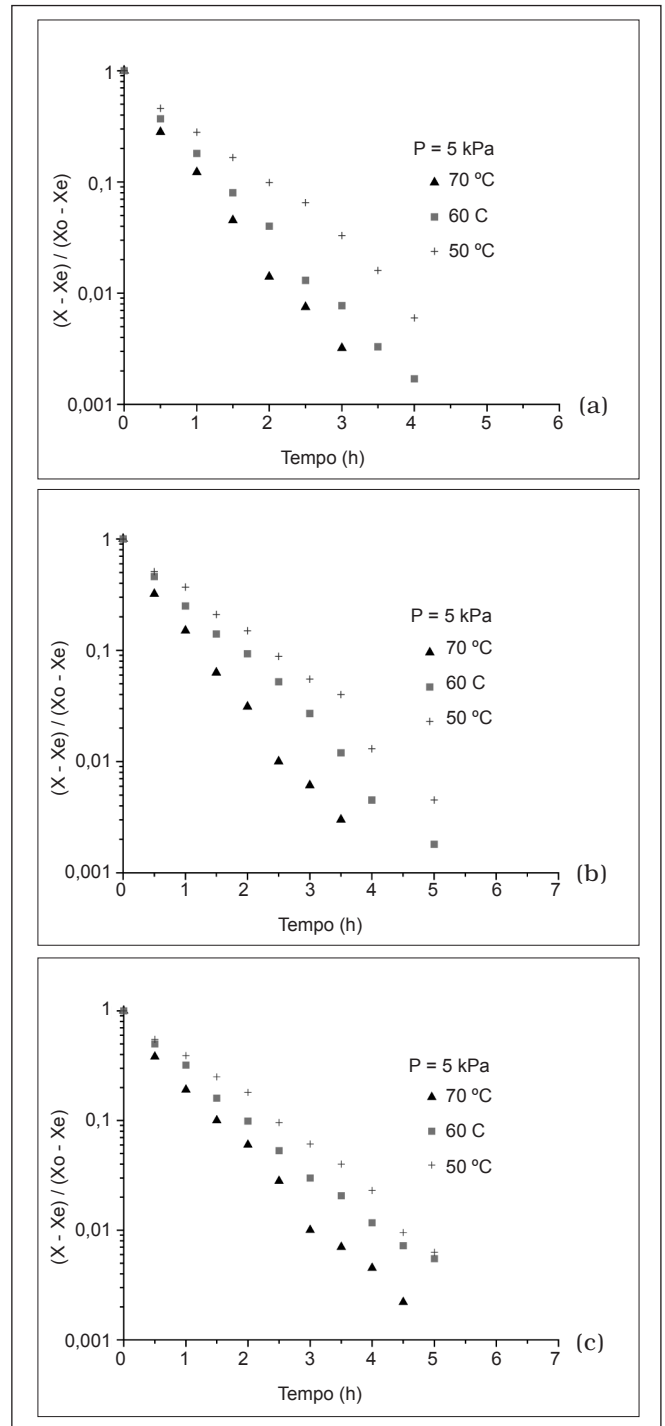 1
0,1
0,01
0,001
(X - Xe) / (Xo - Xe)
P = 5 kPa
70 ºC
60 C
50 ºC
0 1 2 3 4 5 6
(a)
Tempo (h)
1
0,1
0,01
0,001
(X - Xe) / (Xo - Xe)
P = 5 kPa
70 ºC
60 C
50 ºC
0 1 2 3 4 5 6 7
(b)
Tempo (h)
1
0,1
0,01
0,001
(X - Xe) / (Xo - Xe)
P = 5 kPa
70 ºC
60 C
50 ºC
0 1 2 3 4 5 6 7
(c)
Tempo (h)